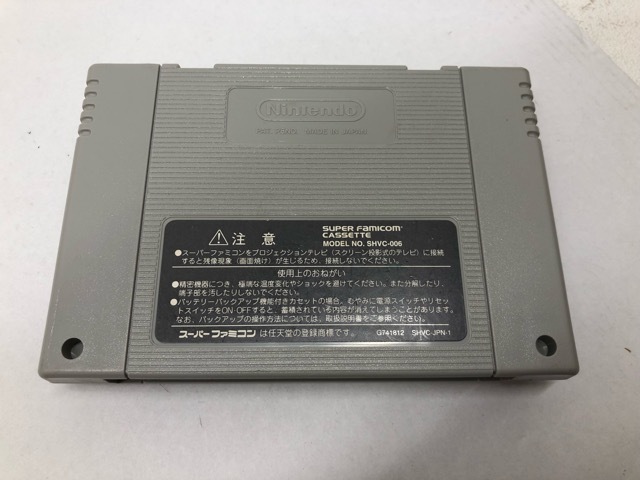 Nintendo
MADE IN JAPAN
注意
SUPER FAMICOM
CASSETTE
MODEL NO. SHVC-006
●スーパーファミコンをプロジェクションテレビ（スクリーン投影式のテレビ）に接続
すると残像現象（画面焼け）が生じるため、接続しないでください。
使用上のおねがい
●精密機器につき、極端な温度変化やショックを避けてください。また分解したり、
端子部を汚したりしないでください。
●バッテリーバックアップ機能付きカセットの場合、むやみに電源スイッチやリセッ
トスイッチをON・OFFすると、蓄積されている内容が消えてしまうことがあります。
なお、バックアップの操作方法については、取扱説明書をご参照ください。
スーパーファミコンは任天堂の登録商標です。 G741812 SHVC-JPN-1